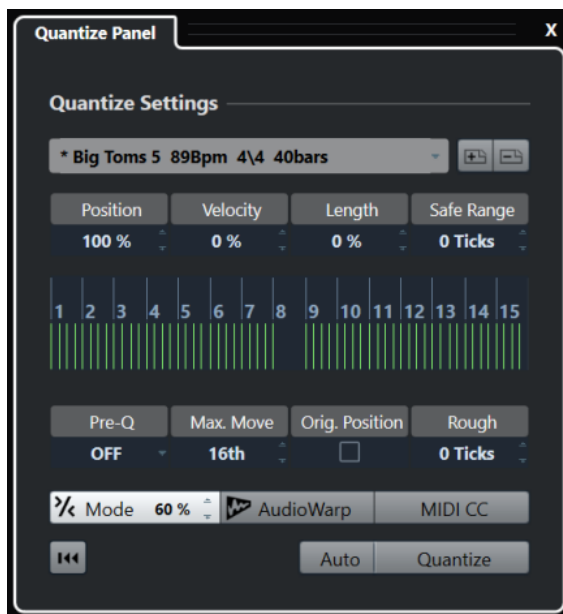 Quantize Panel X
Quantize Settings
* Big Toms 5 89Bpm 4\4 40bars
Position Velocity Length Safe Range
100 % 0 % 0 % 0 Ticks
1 2 3 4 5 6 7 8 9 10 11 12 13 14 15
Pre-Q Max. Move Orig. Position Rough
OFF 16th 0 Ticks
Mode 60 % AudioWarp MIDI CC
Auto Quantize